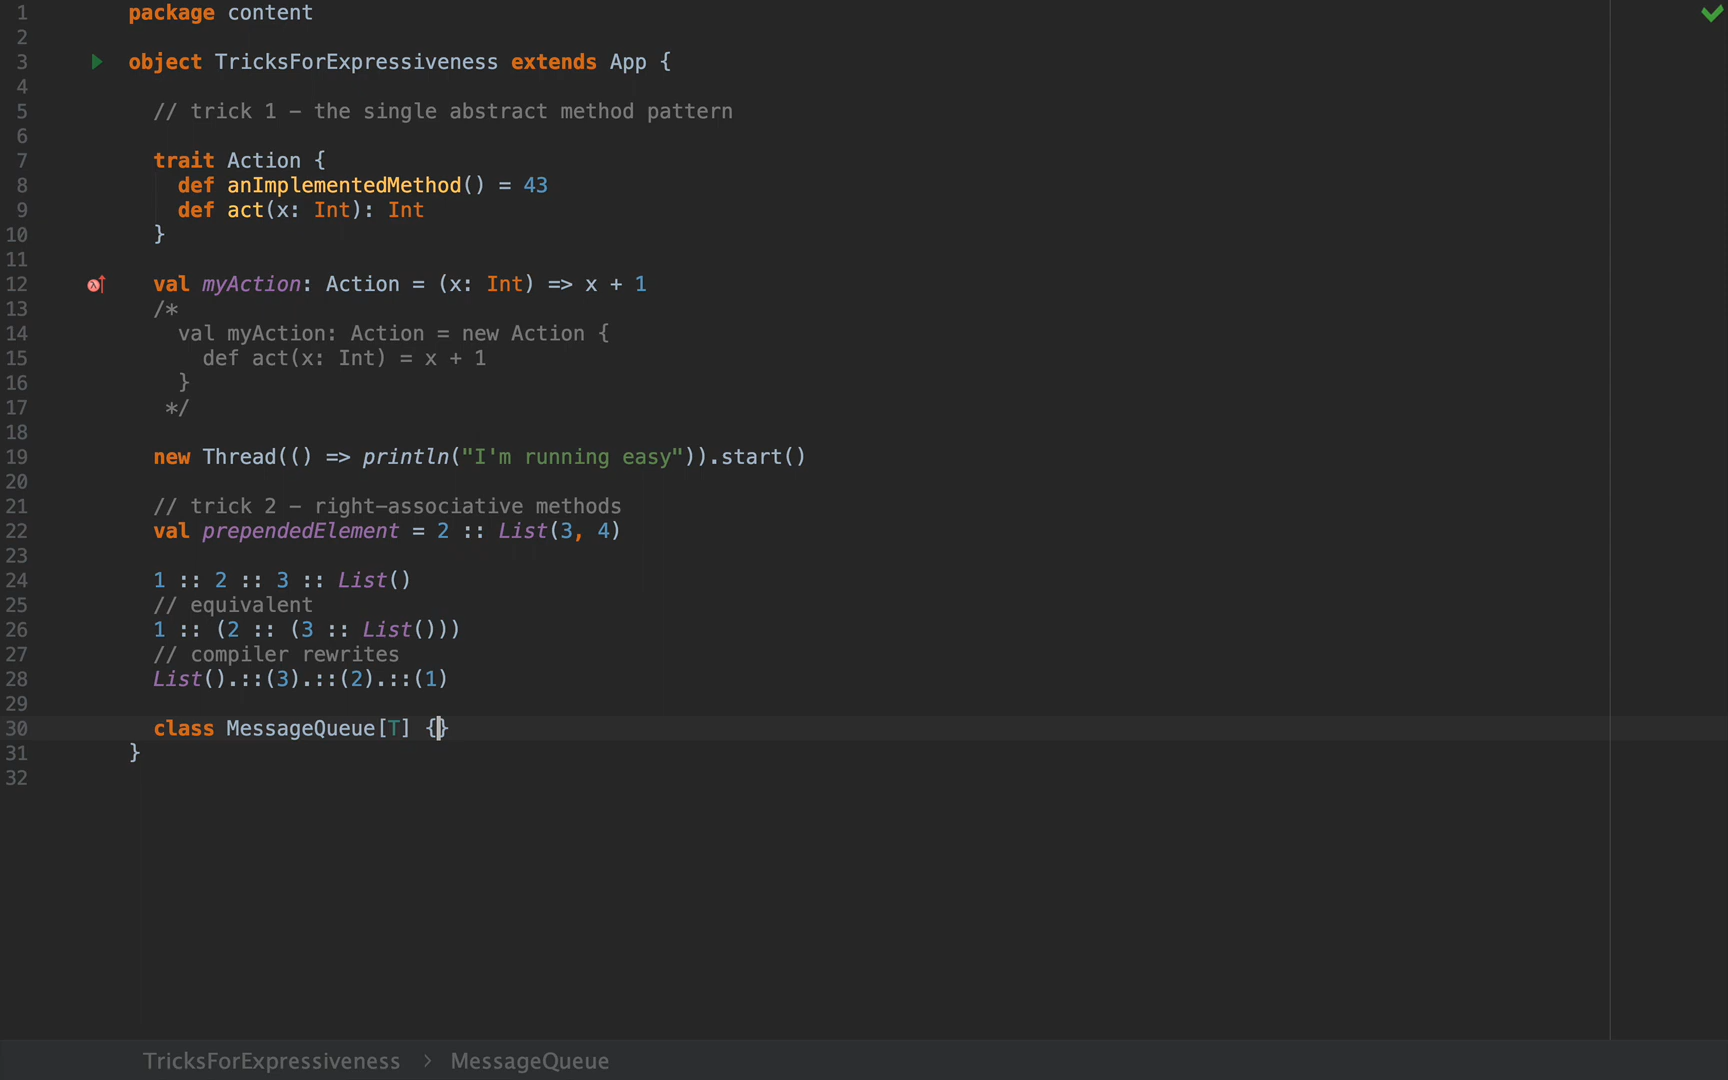 1 package content
2
3 object TricksForExpressiveness extends App {
4
5 // trick 1 - the single abstract method pattern
6
7 trait Action {
8 def anImplementedMethod() = 43
9 def act(x: Int): Int
10 }
11
12 val myAction: Action = (x: Int) => x + 1
13 /*
14 val myAction: Action = new Action {
15 def act(x: Int) = x + 1
16 }
17 */
18
19 new Thread(() => println("I'm running easy")).start()
20
21 // trick 2 - right-associative methods
22 val prependedElement = 2 :: List(3, 4)
23
24 1 :: 2 :: 3 :: List()
25 // equivalent
26 1 :: (2 :: (3 :: List()))
27 // compiler rewrites
28 List().::(3).::(2).::(1)
29
30 class MessageQueue[T] {}
31 }
32
TricksForExpressiveness > MessageQueue